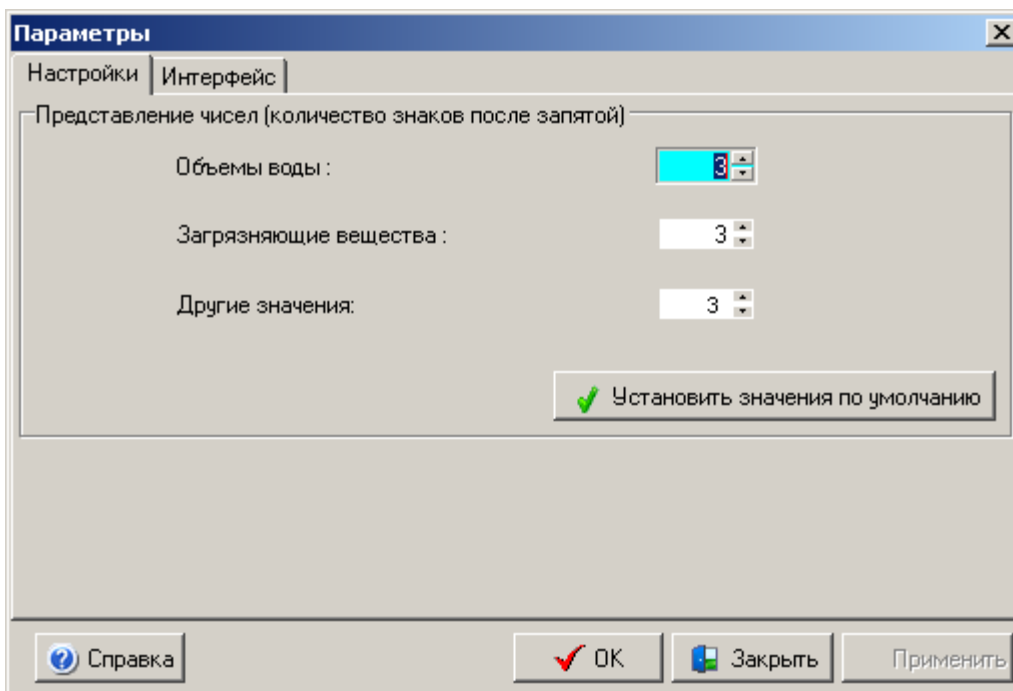 Параметры
Настройки Интерфейс
Представление чисел (количество знаков после запятой)
Объемы воды : 3
Загрязняющие вещества : 3
Другие значения: 3
Установить значения по умолчанию
Справка OK Закрыть Применить